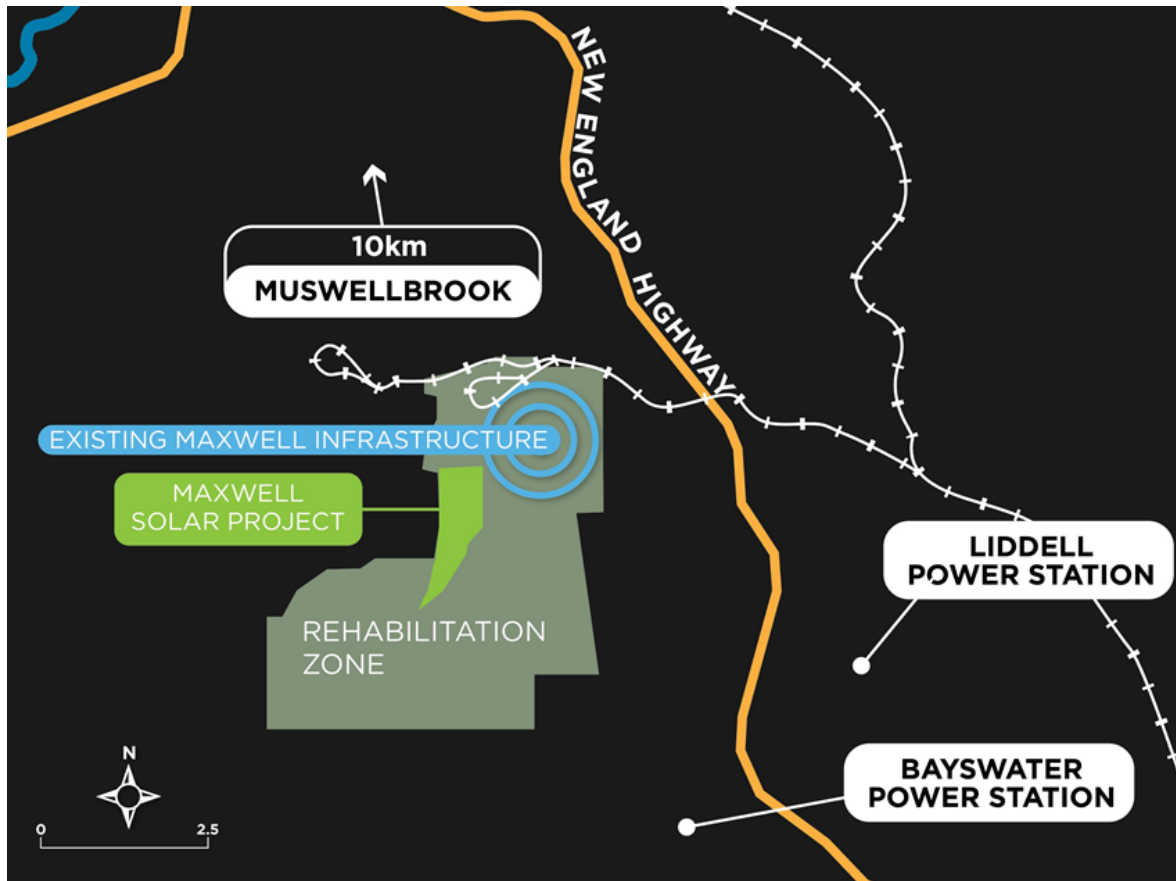 NEW ENGLAND HIGHWAY
10km
MUSWELLBROOK
EXISTING MAXWELL INFRASTRUCTURE
MAXWELL
SOLAR PROJECT
LIDDELL
POWER STATION
REHABILITATION
ZONE
BAYSWATER
POWER STATION
N
0 2.5